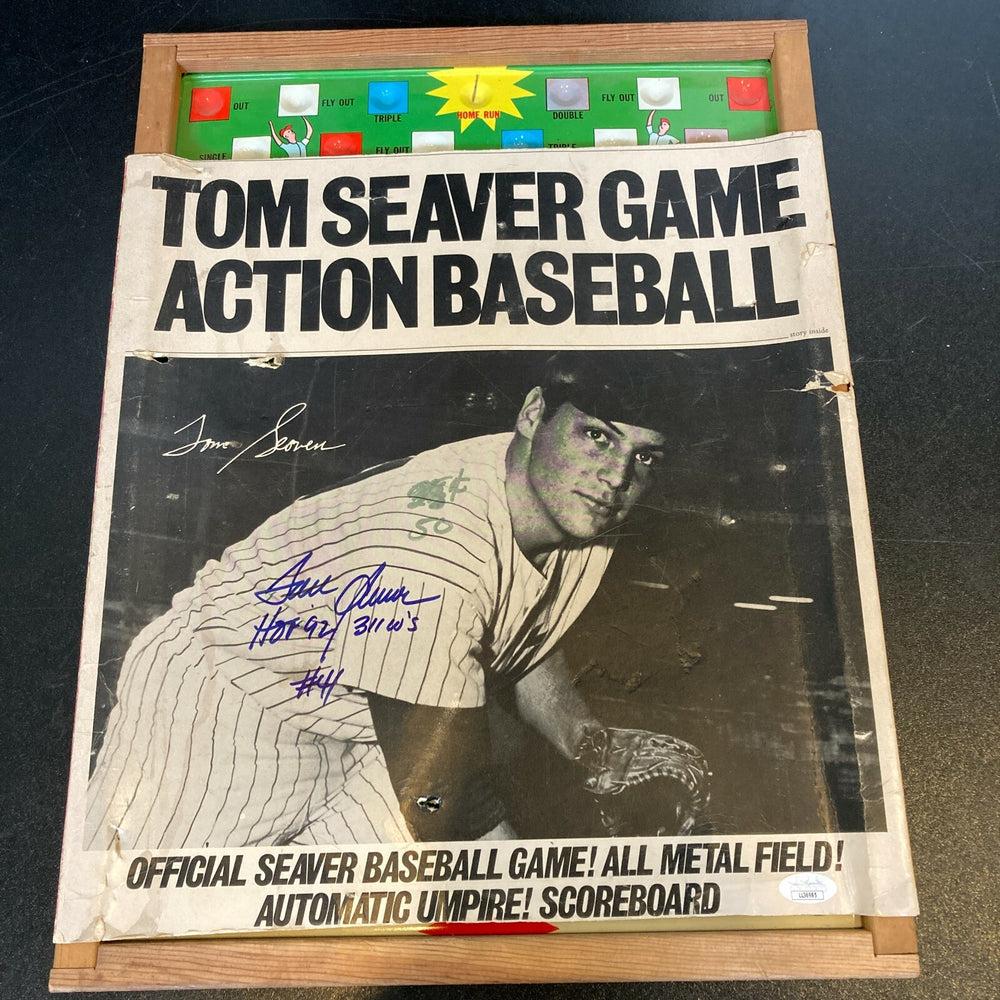 OUT FLY OUT TRIPLE HOME RUN DOUBLE FLY OUT OUT
SINGLE FLY OUT TRIPLE
TOM SEAVER GAME
ACTION BASEBALL
story inside
Tom Seaver
50
Tom Seaver
HOF 92 311 W's
#41
OFFICIAL SEAVER BASEBALL GAME! ALL METAL FIELD!
AUTOMATIC UMPIRE! SCOREBOARD